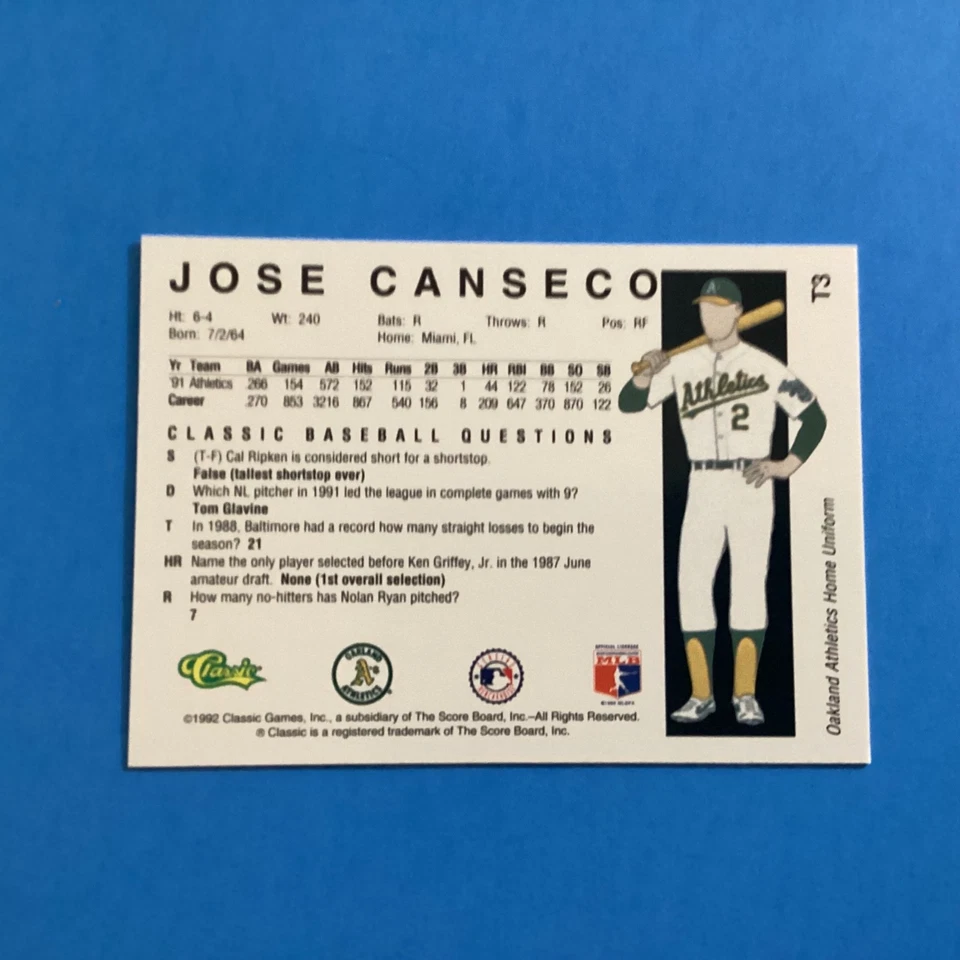 JOSE CANSECO
T3
Ht: 6-4 Wt: 240 Bats: R Throws: R Pos: RF
Born: 7/2/64 Home: Miami, FL
Yr Team BA Games AB Hits Runs 2B 3B HR RBI BB SO SB
'91 Athletics 266 154 572 152 115 32 1 44 122 78 152 26
Career .270 853 3216 867 540 156 8 209 647 370 870 122
CLASSIC BASEBALL QUESTIONS
S (T-F) Cal Ripken is considered short for a shortstop.
False (tallest shortstop ever)
D Which NL pitcher in 1991 led the league in complete games with 9?
Tom Glavine
T In 1988, Baltimore had a record how many straight losses to begin the
season? 21
HR Name the only player selected before Ken Griffey, Jr. in the 1987 June
amateur draft. None (1st overall selection)
R How many no-hitters has Nolan Ryan pitched?
7
Athletics
2
A
Oakland Athletics Home Uniform
Classic
OAKLAND
A's
ATHLETICS
MLB
©1992 Classic Games, Inc., a subsidiary of The Score Board, Inc.–All Rights Reserved.
® Classic is a registered trademark of The Score Board, Inc.